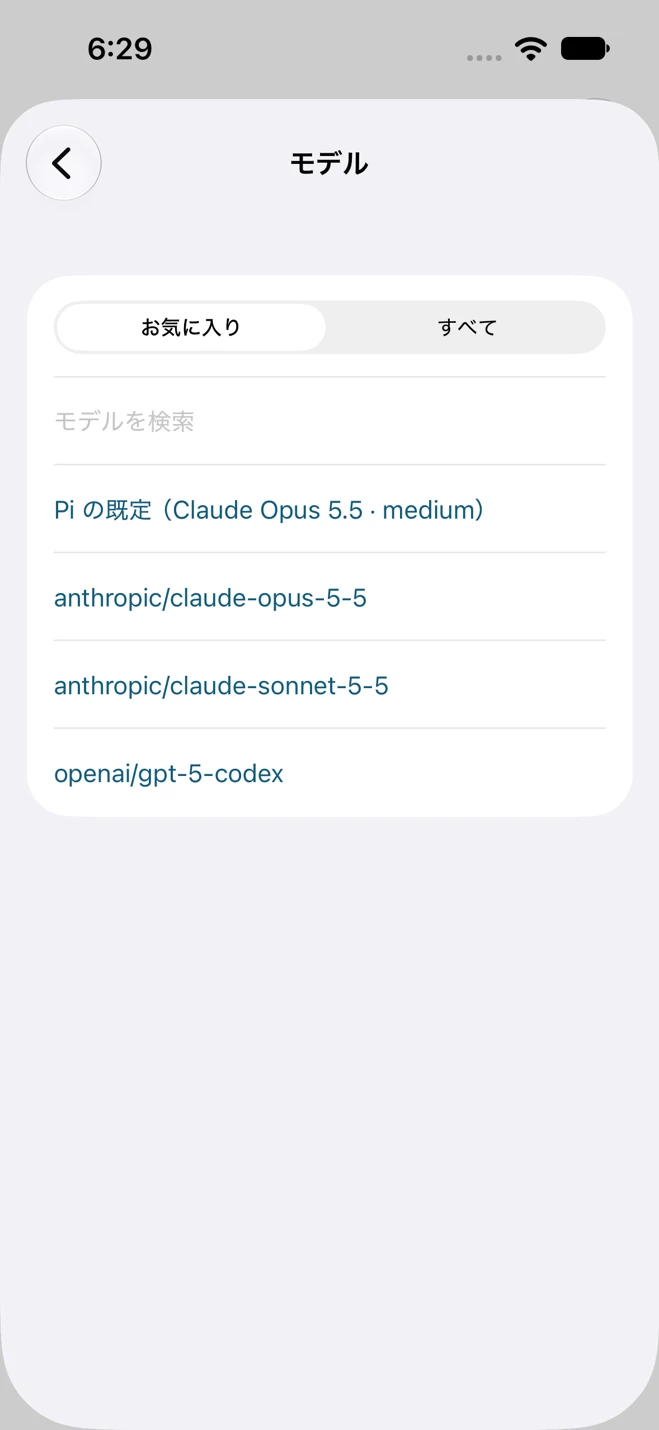 6:29
モデル
お気に入り
すべて
モデルを検索
Pi の既定（Claude Opus 5.5 · medium）
anthropic/claude-opus-5-5
anthropic/claude-sonnet-5-5
openai/gpt-5-codex